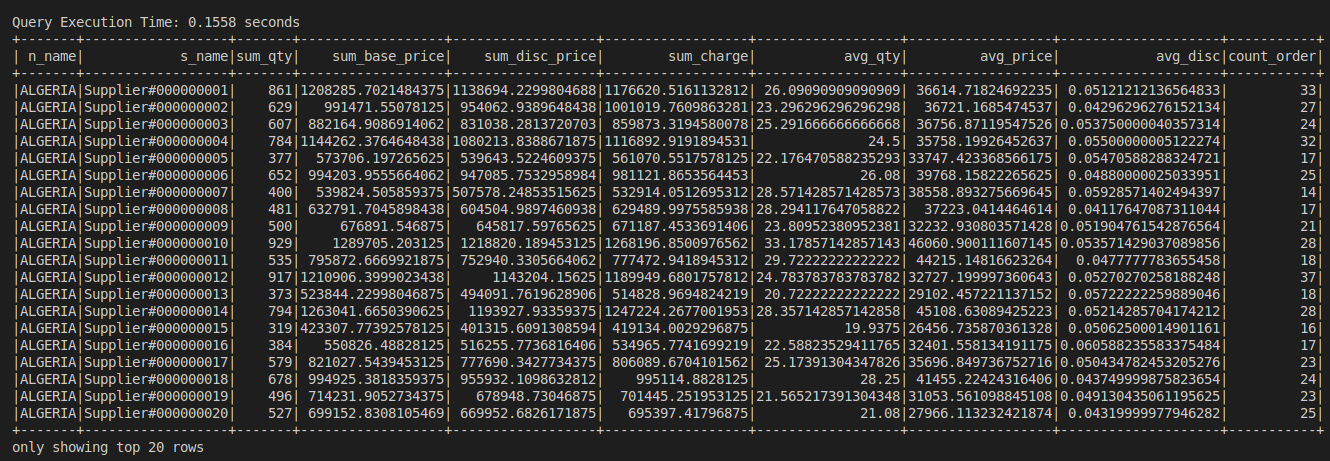 Query Execution Time: 0.1558 seconds
+-------+------------------+-------+------------------+------------------+------------------+------------------+------------------+--------------------+-----------+
| n_name|            s_name|sum_qty|    sum_base_price|    sum_disc_price|        sum_charge|           avg_qty|         avg_price|            avg_disc|count_order|
+-------+------------------+-------+------------------+------------------+------------------+------------------+------------------+--------------------+-----------+
|ALGERIA|Supplier#000000001|    861|1208285.7021484375|1138694.2299804688|1176620.5161132812| 26.09090909090909| 36614.71824692235| 0.05121212136564833|         33|
|ALGERIA|Supplier#000000002|    629|   991471.55078125| 954062.9389648438|1001019.7609863281|23.296296296296298|  36721.1685474537| 0.04296296276152134|         27|
|ALGERIA|Supplier#000000003|    607| 882164.9086914062| 831038.2813720703| 859873.3194580078|25.291666666666668| 36756.87119547526|0.053750000040357314|         24|
|ALGERIA|Supplier#000000004|    784|1144262.3764648438|1080213.8388671875|1116892.9191894531|              24.5| 35758.19926452637| 0.05500000005122274|         32|
|ALGERIA|Supplier#000000005|    377|  573706.197265625| 539643.5224609375| 561070.5517578125|22.176470588235293|33747.423368566175| 0.05470588288324721|         17|
|ALGERIA|Supplier#000000006|    652| 994203.9555664062| 947085.7532958984|  981121.8653564453|             26.08| 39768.15822265625| 0.04880000025033951|         25|
|ALGERIA|Supplier#000000007|    400|  539824.505859375|507578.24853515625| 532914.0512695312|28.571428571428573|38558.893275669645| 0.05928571402494397|         14|
|ALGERIA|Supplier#000000008|    481| 632791.7045898438| 604504.9897460938| 629489.9975585938|28.294117647058822|  37223.0414464614| 0.04117647087311044|         17|
|ALGERIA|Supplier#000000009|    500|     676891.546875|   645817.59765625| 671187.4533691406| 23.80952380952381|32232.930803571428|0.051904761542876564|         21|
|ALGERIA|Supplier#000000010|    929|    1289705.203125|  1218820.189453125|1268196.8500976562| 33.17857142857143|46060.900111607145|0.053571429037089856|         28|
|ALGERIA|Supplier#000000011|    535| 795872.6669921875| 752940.3305664062| 777472.9418945312|29.72222222222222| 44215.14816623264|  0.0477777783655458|         18|
|ALGERIA|Supplier#000000012|    917|1210906.3999023438|     1143204.15625|1189949.6801757812|24.783783783783782|32727.199997360643| 0.05270270258188248|         37|
|ALGERIA|Supplier#000000013|    373|523844.22998046875| 494091.7619628906| 514828.9694824219| 20.72222222222222|29102.457221137152| 0.05722222259889046|         18|
|ALGERIA|Supplier#000000014|    794|1263041.6650390625|  1193927.93359375|1247224.2677001953|28.357142857142858| 45108.63089425223| 0.05214285704174212|         28|
|ALGERIA|Supplier#000000015|    319|423307.77392578125| 401315.6091308594| 419134.0029296875|           19.9375|26456.735870361328| 0.05062500014901161|         16|
|ALGERIA|Supplier#000000016|    384|   550826.48828125| 516255.7736816406| 534965.7741699219| 22.58823529411765|32401.558134191175| 0.060588235583375484|         17|
|ALGERIA|Supplier#000000017|    579| 821027.5439453125| 777690.3427734375| 806089.6704101562| 25.17391304347826| 35696.849736752716| 0.050434782453205276|         23|
|ALGERIA|Supplier#000000018|    678| 994925.3818359375| 955932.1098632812|    995114.8828125|             28.25| 41455.22424316406|0.043749999875823654|         24|
|ALGERIA|Supplier#000000019|    496| 714231.9052734375|   678948.73046875| 701445.251953125|21.565217391304348|31053.561098845108|0.049130435061195625|         23|
|ALGERIA|Supplier#000000020|    527| 699152.8308105469| 669952.6826171875|   695397.41796875|             21.08|27966.113232421874| 0.04319999977946282|         25|
+-------+------------------+-------+------------------+------------------+------------------+------------------+------------------+--------------------+-----------+
only showing top 20 rows